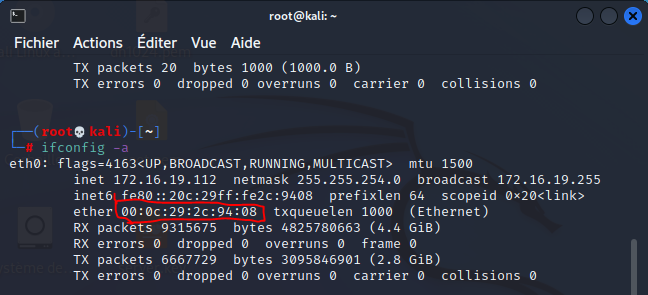 root@kali: ~
Fichier Actions Éditer Vue Aide
TX packets 20 bytes 1000 (1000.0 B)
TX errors 0 dropped 0 overruns 0 carrier 0 collisions 0
┌──(root💀kali)-[~]
└─# ifconfig -a
eth0: flags=4163<UP,BROADCAST,RUNNING,MULTICAST> mtu 1500
inet 172.16.19.112 netmask 255.255.254.0 broadcast 172.16.19.255
inet6 fe80::20c:29ff:fe2c:9408 prefixlen 64 scopeid 0×20<link>
ether 00:0c:29:2c:94:08 txqueuelen 1000 (Ethernet)
RX packets 9315675 bytes 4825780663 (4.4 GiB)
RX errors 0 dropped 0 overruns 0 frame 0
TX packets 6667729 bytes 3095846901 (2.8 GiB)
TX errors 0 dropped 0 overruns 0 carrier 0 collisions 0